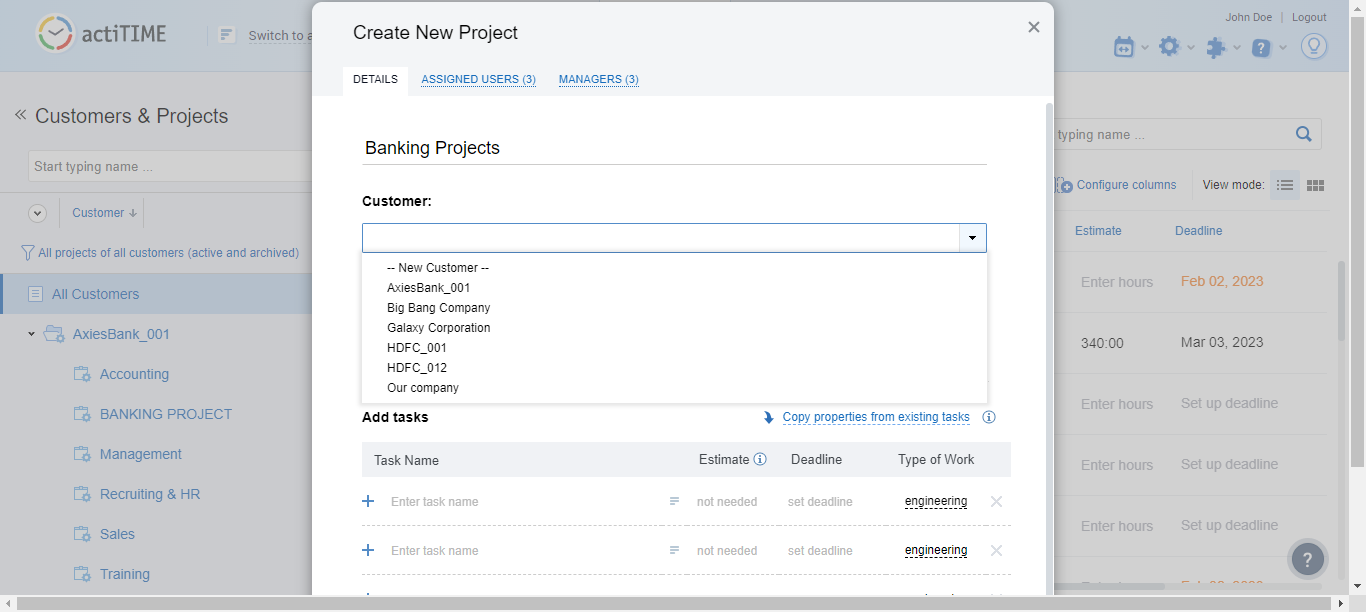 actiTIME
Switch to a
John Doe | Logout
Create New Project
DETAILS ASSIGNED USERS (3) MANAGERS (3)
Customers & Projects
Start typing name ...
Customer
All projects of all customers (active and archived)
All Customers
AxiesBank_001
Accounting
BANKING PROJECT
Management
Recruiting & HR
Sales
Training
Banking Projects
Customer:
-- New Customer --
AxiesBank_001
Big Bang Company
Galaxy Corporation
HDFC_001
HDFC_012
Our company
Add tasks Copy properties from existing tasks
Task Name Estimate Deadline Type of Work
Enter task name not needed set deadline engineering
Enter task name not needed set deadline engineering
typing name ...
Configure columns View mode:
Estimate Deadline
Enter hours Feb 02, 2023
340:00 Mar 03, 2023
Enter hours Set up deadline
Enter hours Set up deadline
Enter hours Set up deadline
?